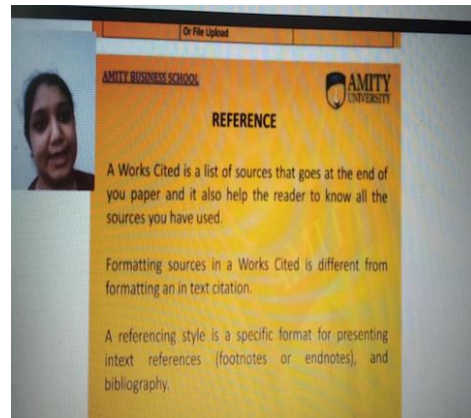 Or File Upload
AMITY BUSINESS SCHOOL
AMITY
UNIVERSITY
REFERENCE
A Works Cited is a list of sources that goes at the end of
you paper and it also help the reader to know all the
sources you have used.
Formatting sources in a Works Cited is different from
formatting an in text citation.
A referencing style is a specific format for presenting
intext references (footnotes or endnotes), and
bibliography.